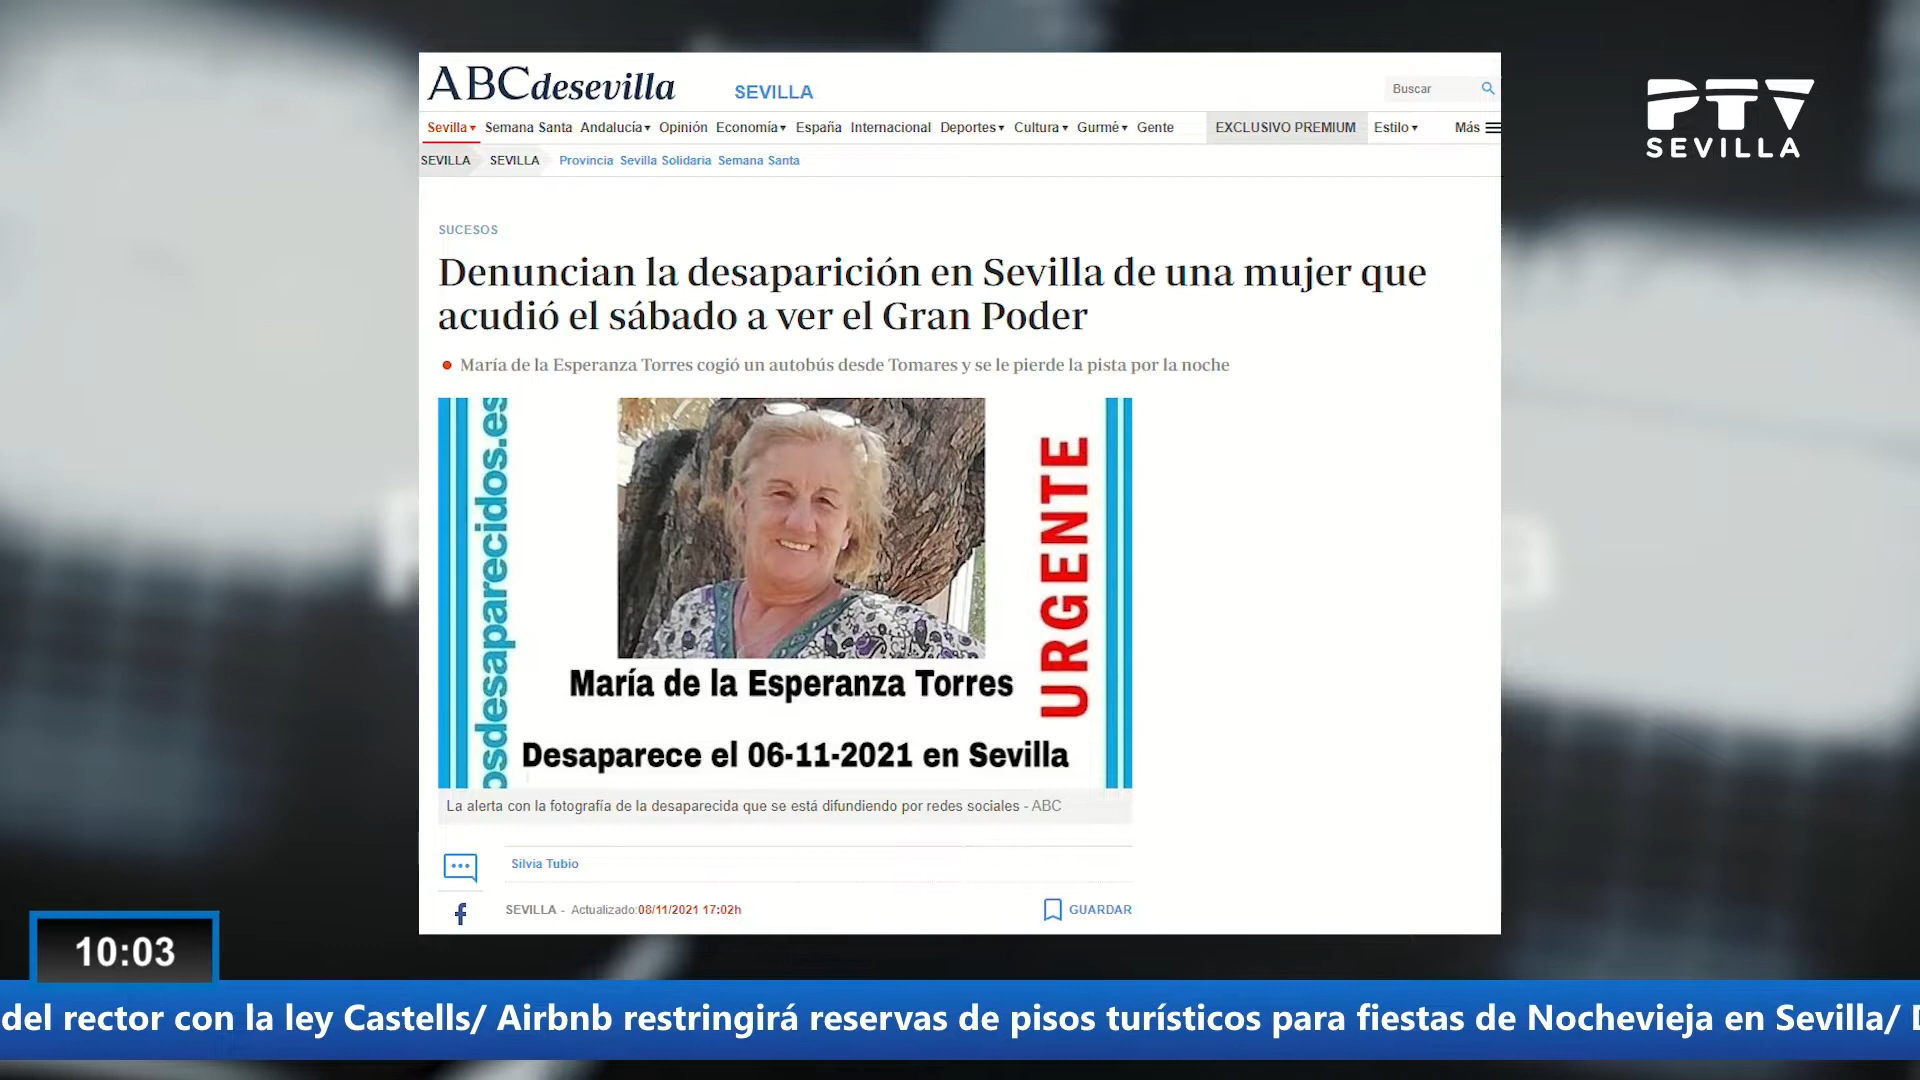 ABCdesevilla
SEVILLA
Buscar
PTV
SEVILLA
Sevilla Semana Santa Andalucía Opinión Economía España Internacional Deportes Cultura Gurmé Gente EXCLUSIVO PREMIUM Estilo Más
SEVILLA SEVILLA Provincia Sevilla Solidaria Semana Santa
SUCESOS
Denuncian la desaparición en Sevilla de una mujer que
acudió el sábado a ver el Gran Poder
María de la Esperanza Torres cogió un autobús desde Tomares y se le pierde la pista por la noche
osdesaparecidos.es
URGENTE
María de la Esperanza Torres
Desaparece el 06-11-2021 en Sevilla
La alerta con la fotografía de la desaparecida que se está difundiendo por redes sociales - ABC
Silvia Tubio
SEVILLA - Actualizado:08/11/2021 17:02h
GUARDAR
10:03
del rector con la ley Castells/ Airbnb restringirá reservas de pisos turísticos para fiestas de Nochevieja en Sevilla/